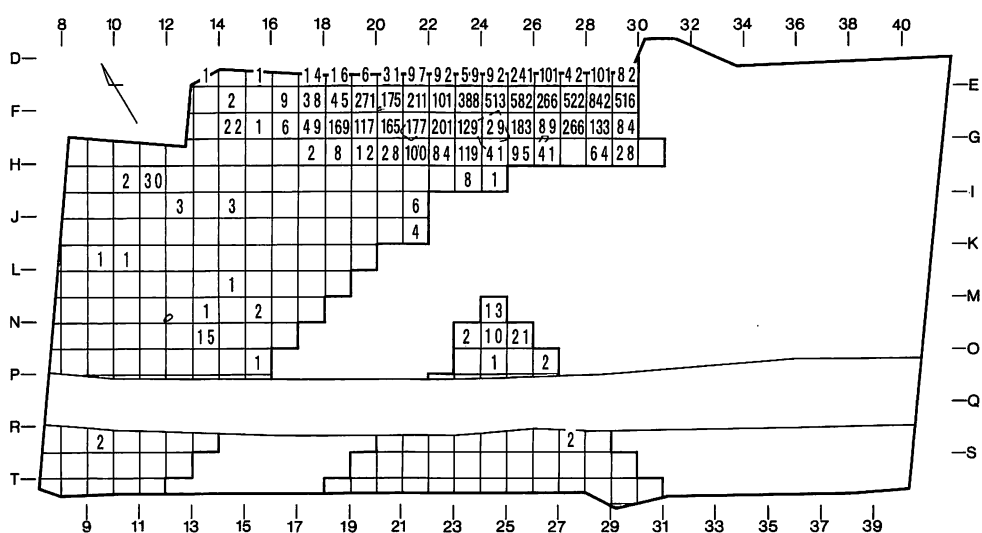 8 10 12 14 16 18 20 22 24 26 28 30 32 34 36 38 40
D
1 1 14 16 6 31 97 92 59 92 241 101 42 101 82 E
2 9 38 45 271 175 211 101 388 513 582 266 522 842 516
F
22 1 6 49 169 117 165 177 201 129 29 183 89 266 133 84 G
2 8 12 28 100 84 119 41 95 41 64 28
H
2 30 8 1 I
3 3 6
J
4 K
1 1
L
1 M
1 2 13
N
15 2 10 21
1 1 2 O
P
Q
R
2 2
S
T
9 11 13 15 17 19 21 23 25 27 29 31 33 35 37 39